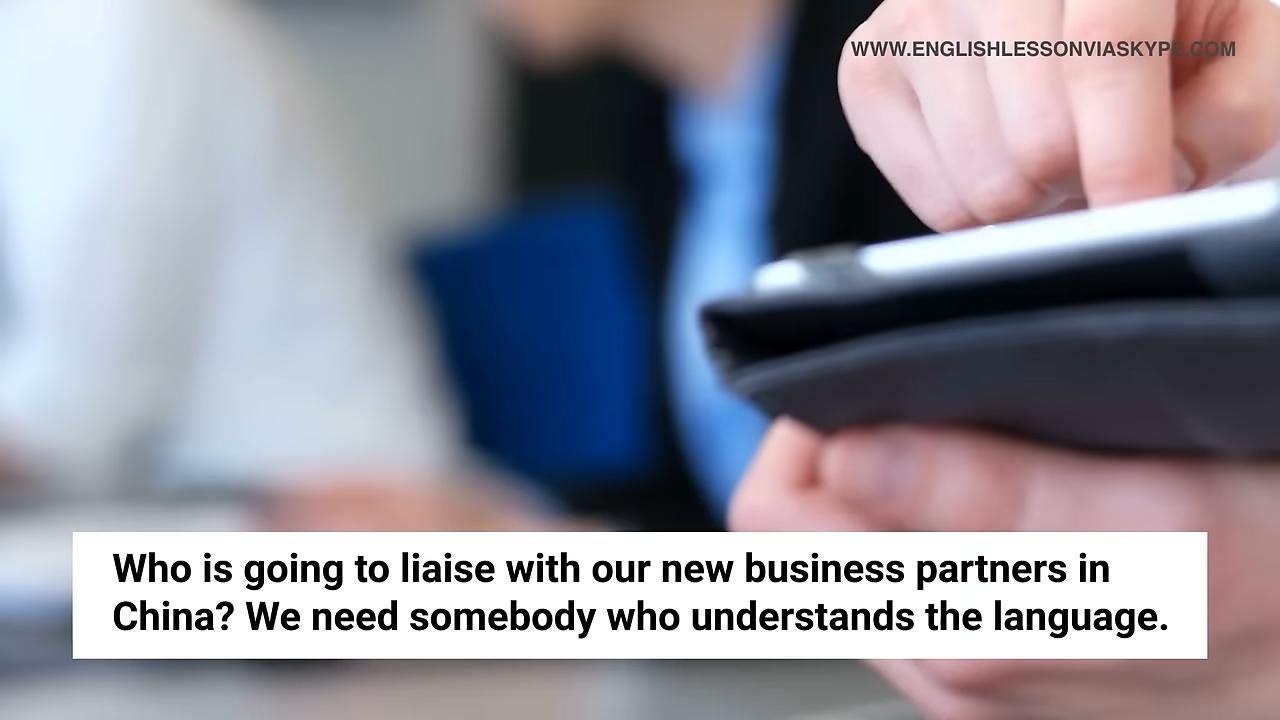 WWW.ENGLISHLESSONVIASKYPE.COM
Who is going to liaise with our new business partners in
China? We need somebody who understands the language.